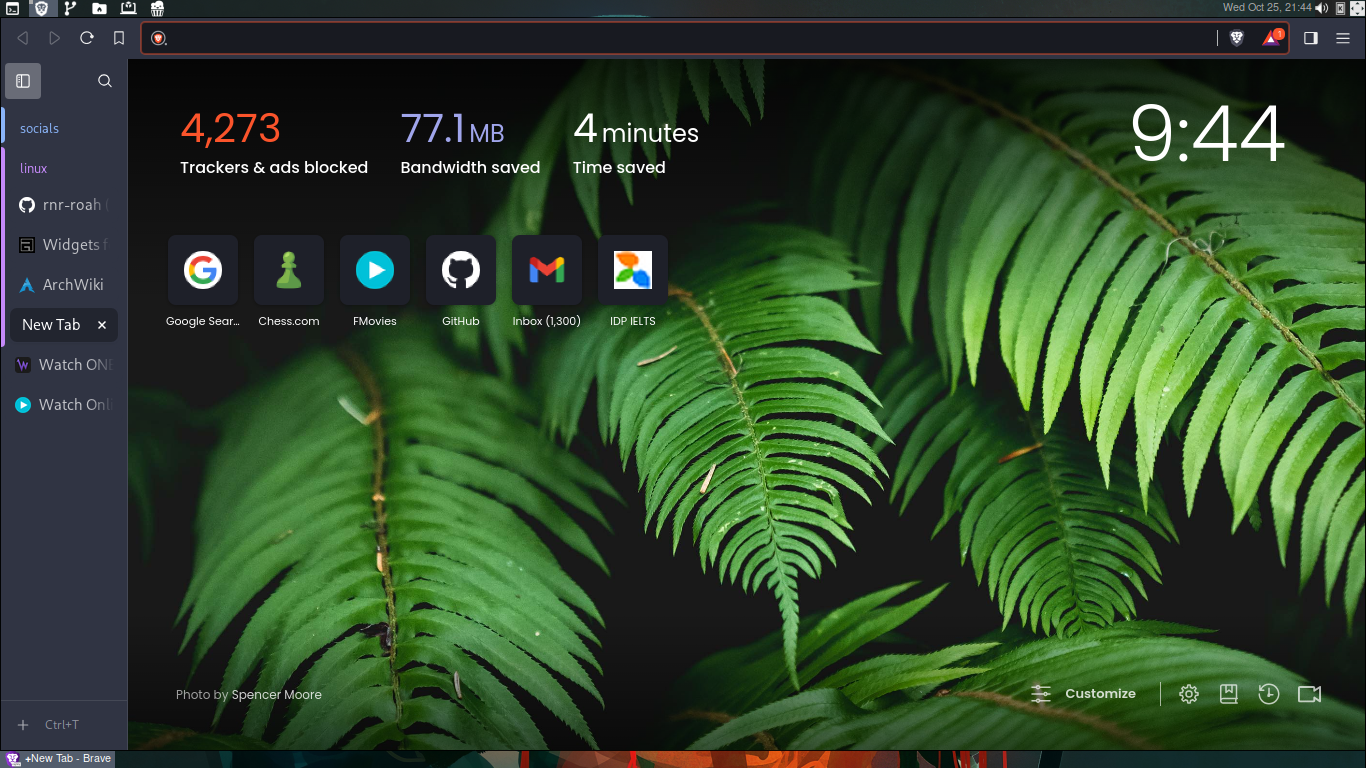 Wed Oct 25, 21:44
1
socials
linux
rnr-roah (
Widgets f
ArchWiki
New Tab
Watch ON
Watch Onl
Ctrl+T
4,273
Trackers & ads blocked
77.1 MB
Bandwidth saved
4 minutes
Time saved
9:44
Google Sear...
Chess.com
FMovies
GitHub
Inbox (1,300)
IDP IELTS
Photo by Spencer Moore
Customize
+New Tab - Brave